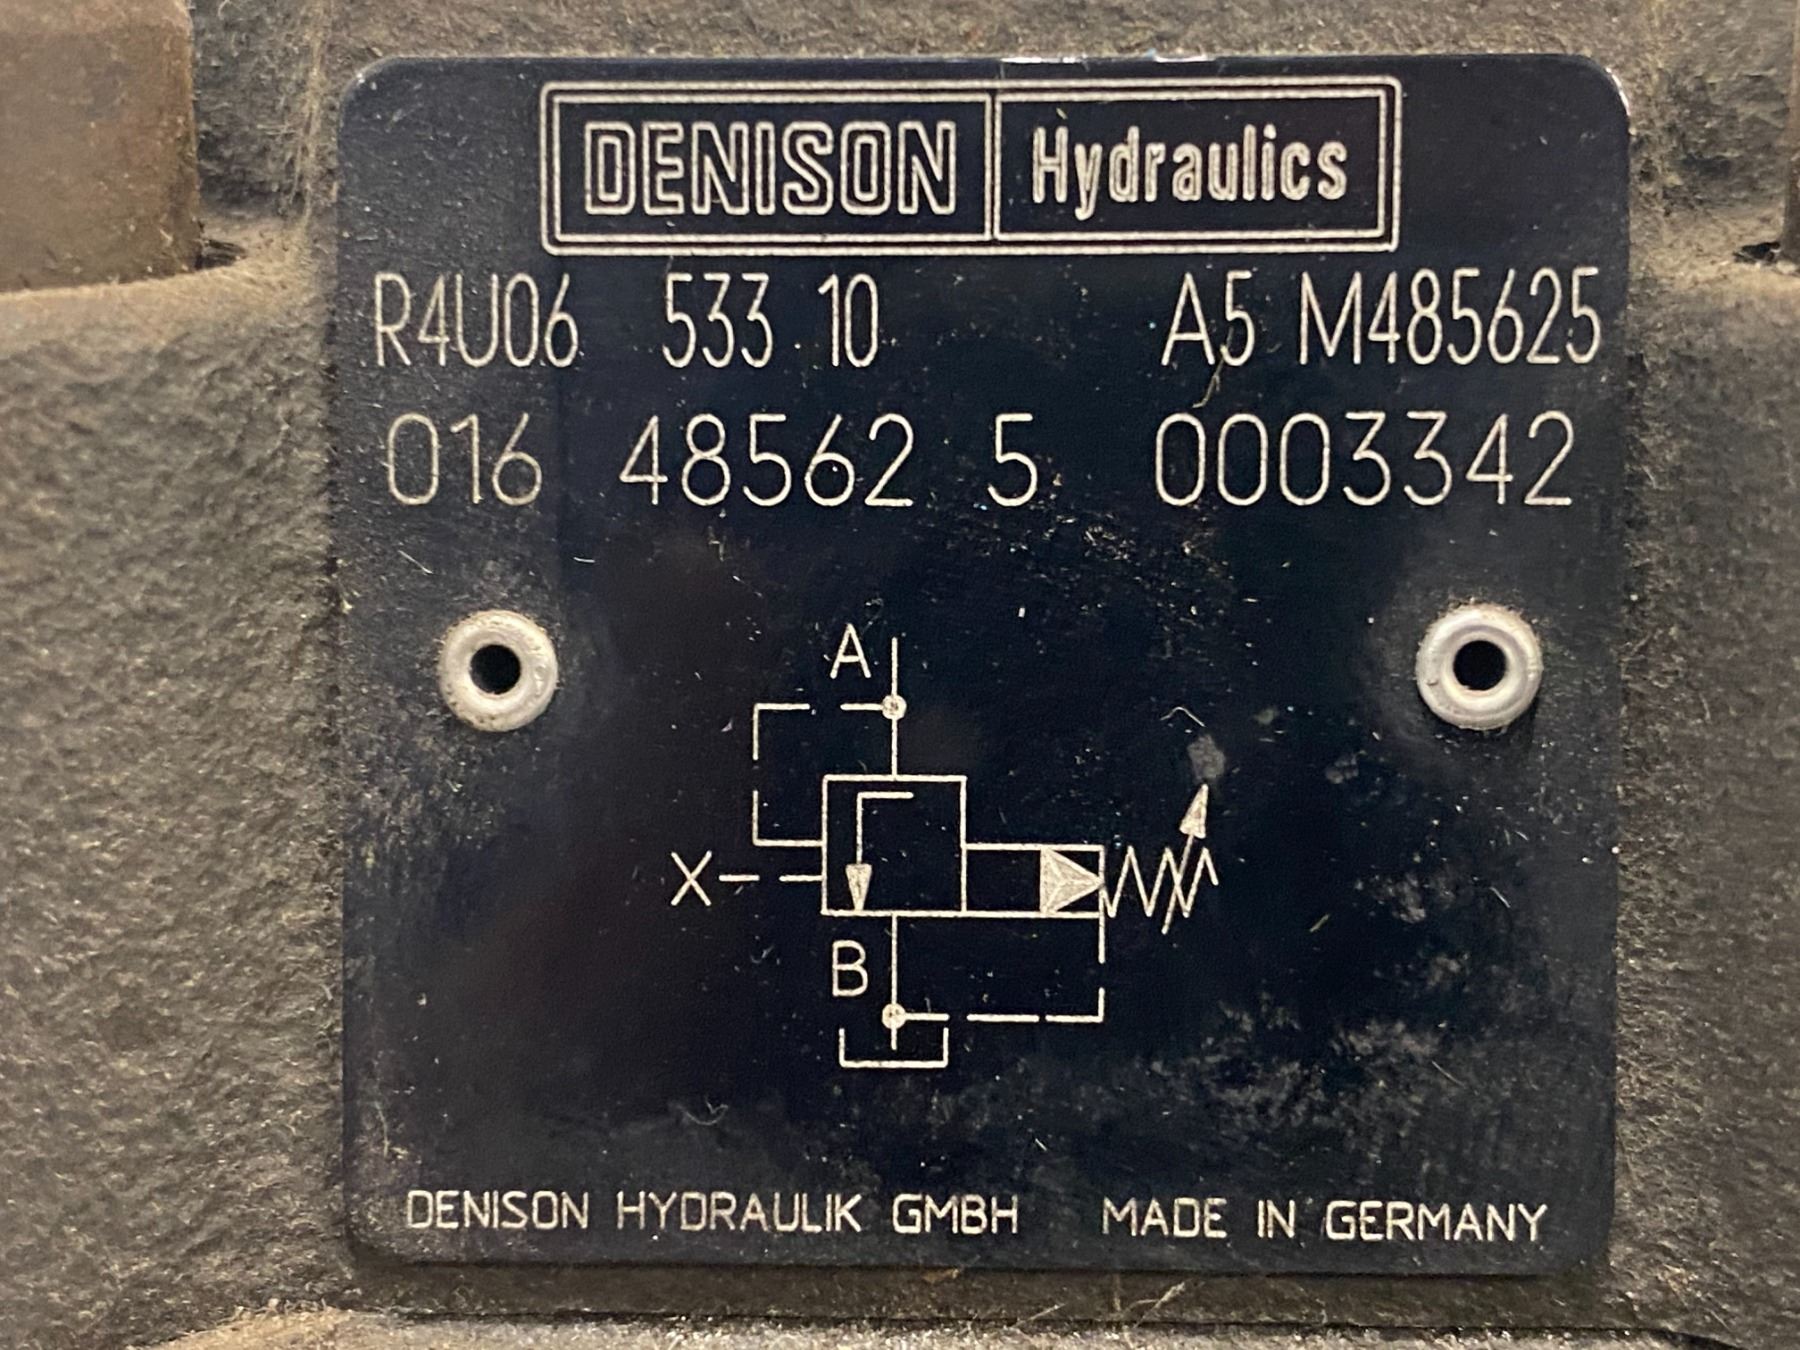 DENISON Hydraulics
R4U06 533 10 A5 M485625
016 48562 5 0003342
A
X
B
DENISON HYDRAULIK GMBH MADE IN GERMANY